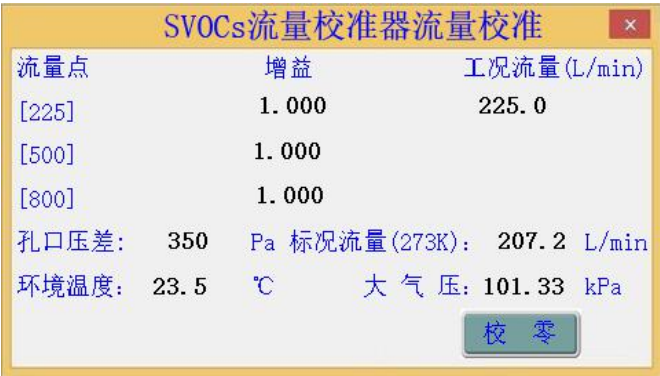 SVOCs流量校准器流量校准
流量点 增益 工况流量(L/min)
[225] 1.000 225.0
[500] 1.000
[800] 1.000
孔口压差: 350 Pa 标况流量(273K): 207.2 L/min
环境温度: 23.5 ℃ 大气压: 101.33 kPa
校零